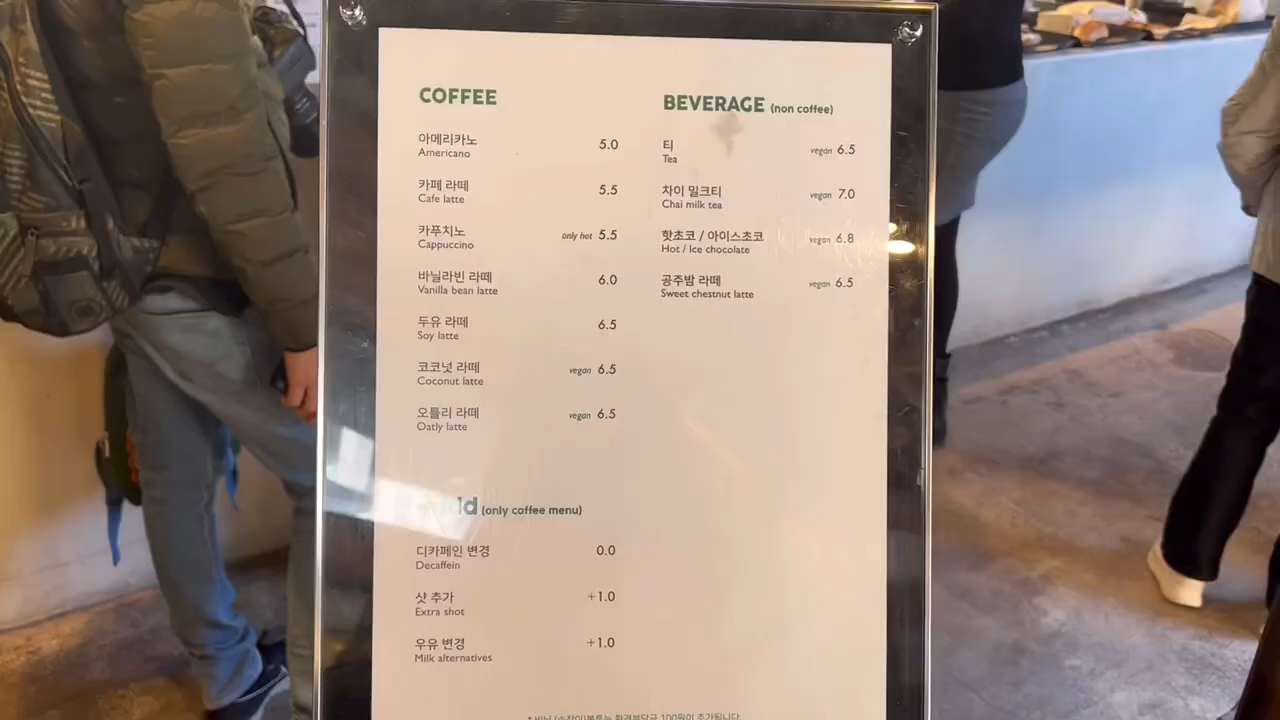 COFFEE
아메리카노 5.0
Americano
카페 라떼 5.5
Cafe latte
카푸치노 only hot 5.5
Cappuccino
바닐라빈 라떼 6.0
Vanilla bean latte
두유 라떼 6.5
Soy latte
코코넛 라떼 vegan 6.5
Coconut latte
오틀리 라떼 vegan 6.5
Oatly latte
(only coffee menu)
디카페인 변경 0.0
Decaffein
샷 추가 +1.0
Extra shot
우유 변경 +1.0
Milk alternatives
BEVERAGE (non coffee)
티 vegan 6.5
Tea
차이 밀크티 vegan 7.0
Chai milk tea
핫초코 / 아이스초코 vegan 6.8
Hot / Ice chocolate
공주밤 라떼 vegan 6.5
Sweet chestnut latte